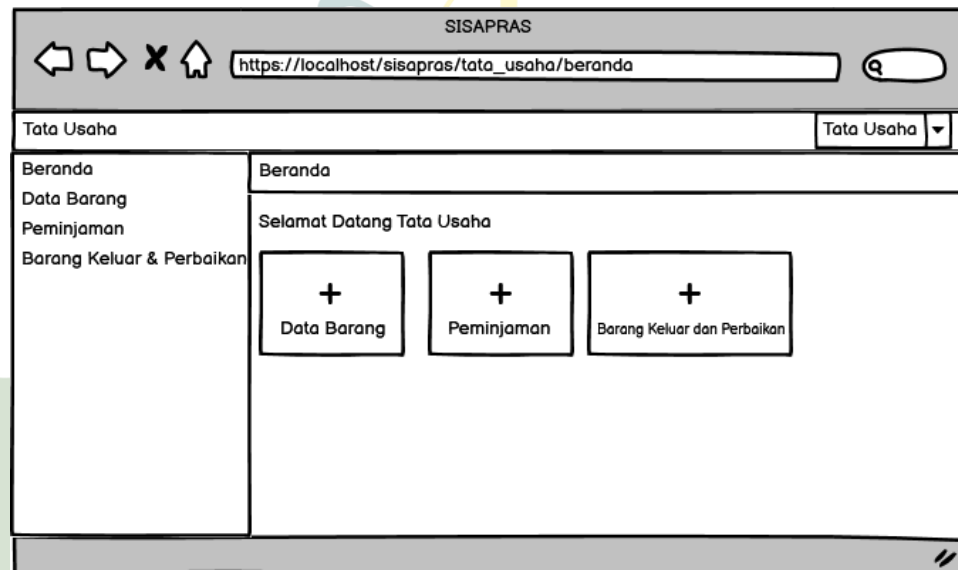 SISAPRAS
https://localhost/sisapras/tata_usaha/beranda
Tata Usaha
Tata Usaha
Beranda
Data Barang
Peminjaman
Barang Keluar & Perbaikan
Beranda
Selamat Datang Tata Usaha
+
Data Barang
+
Peminjaman
+
Barang Keluar dan Perbaikan